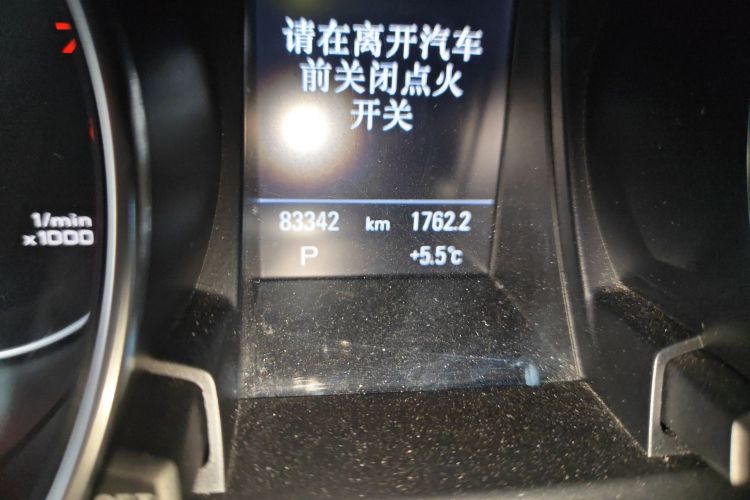 请在离开汽车
前关闭点火
开关
1/min
x1000
83342 km 1762.2
P +5.5℃